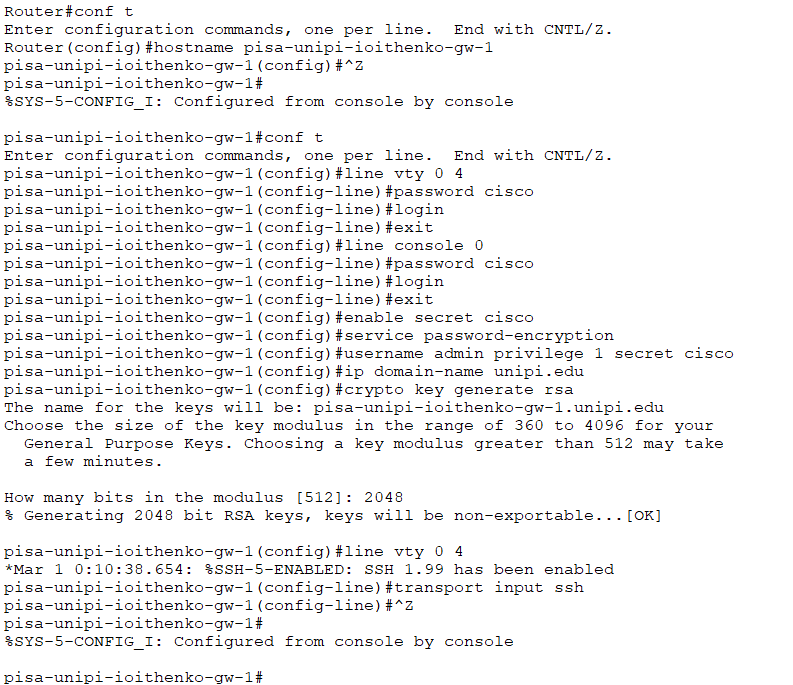 Router#conf t
Enter configuration commands, one per line.  End with CNTL/Z.
Router(config)#hostname pisa-unipi-ioithenko-gw-1
pisa-unipi-ioithenko-gw-1(config)#^Z
pisa-unipi-ioithenko-gw-1#
%SYS-5-CONFIG_I: Configured from console by console

pisa-unipi-ioithenko-gw-1#conf t
Enter configuration commands, one per line.  End with CNTL/Z.
pisa-unipi-ioithenko-gw-1(config)#line vty 0 4
pisa-unipi-ioithenko-gw-1(config-line)#password cisco
pisa-unipi-ioithenko-gw-1(config-line)#login
pisa-unipi-ioithenko-gw-1(config-line)#exit
pisa-unipi-ioithenko-gw-1(config)#line console 0
pisa-unipi-ioithenko-gw-1(config-line)#password cisco
pisa-unipi-ioithenko-gw-1(config-line)#login
pisa-unipi-ioithenko-gw-1(config-line)#exit
pisa-unipi-ioithenko-gw-1(config)#enable secret cisco
pisa-unipi-ioithenko-gw-1(config)#service password-encryption
pisa-unipi-ioithenko-gw-1(config)#username admin privilege 1 secret cisco
pisa-unipi-ioithenko-gw-1(config)#ip domain-name unipi.edu
pisa-unipi-ioithenko-gw-1(config)#crypto key generate rsa
The name for the keys will be: pisa-unipi-ioithenko-gw-1.unipi.edu
Choose the size of the key modulus in the range of 360 to 4096 for your
  General Purpose Keys. Choosing a key modulus greater than 512 may take
  a few minutes.

How many bits in the modulus [512]: 2048
% Generating 2048 bit RSA keys, keys will be non-exportable...[OK]

pisa-unipi-ioithenko-gw-1(config)#line vty 0 4
*Mar 1 0:10:38.654: %SSH-5-ENABLED: SSH 1.99 has been enabled
pisa-unipi-ioithenko-gw-1(config-line)#transport input ssh
pisa-unipi-ioithenko-gw-1(config-line)#^Z
pisa-unipi-ioithenko-gw-1#
%SYS-5-CONFIG_I: Configured from console by console

pisa-unipi-ioithenko-gw-1#